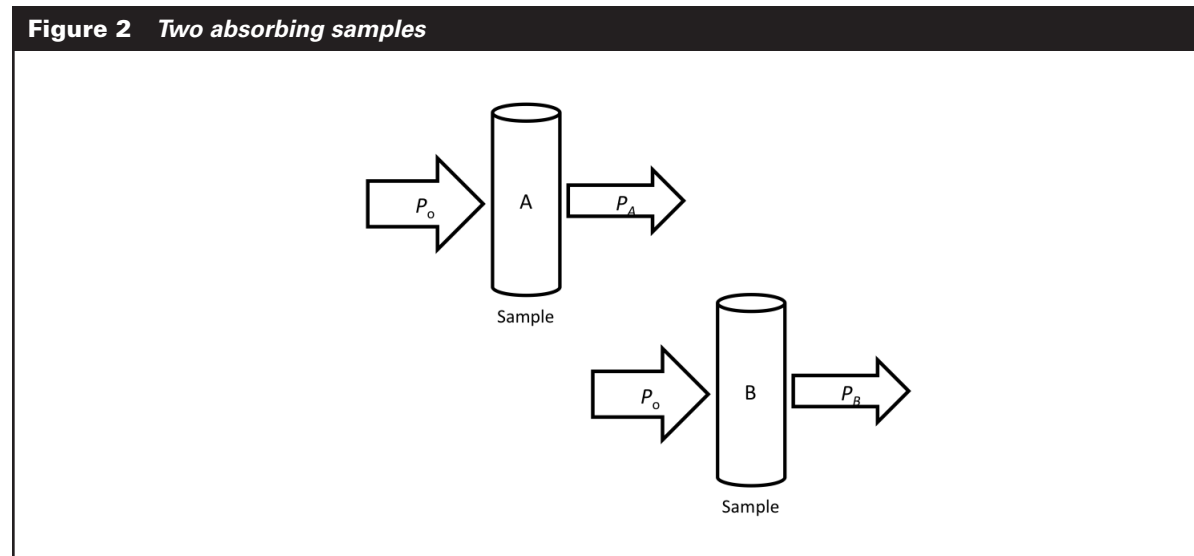 Figure 2 Two absorbing samples
Pₒ
A
P_A
Sample
Pₒ
B
P_B
Sample